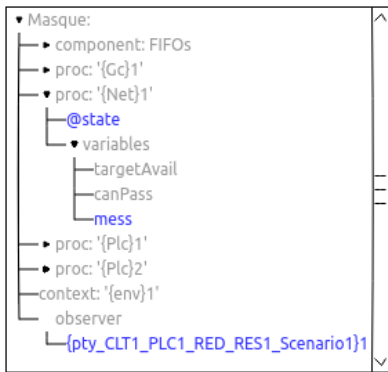 Masque:
component: FIFOs
proc: '{Gc}1'
proc: '{Net}1'
@state
variables
targetAvail
canPass
mess
proc: '{Plc}1'
proc: '{Plc}2'
context: '{env}1'
observer
{pty_CLT1_PLC1_RED_RES1_Scenario1}1